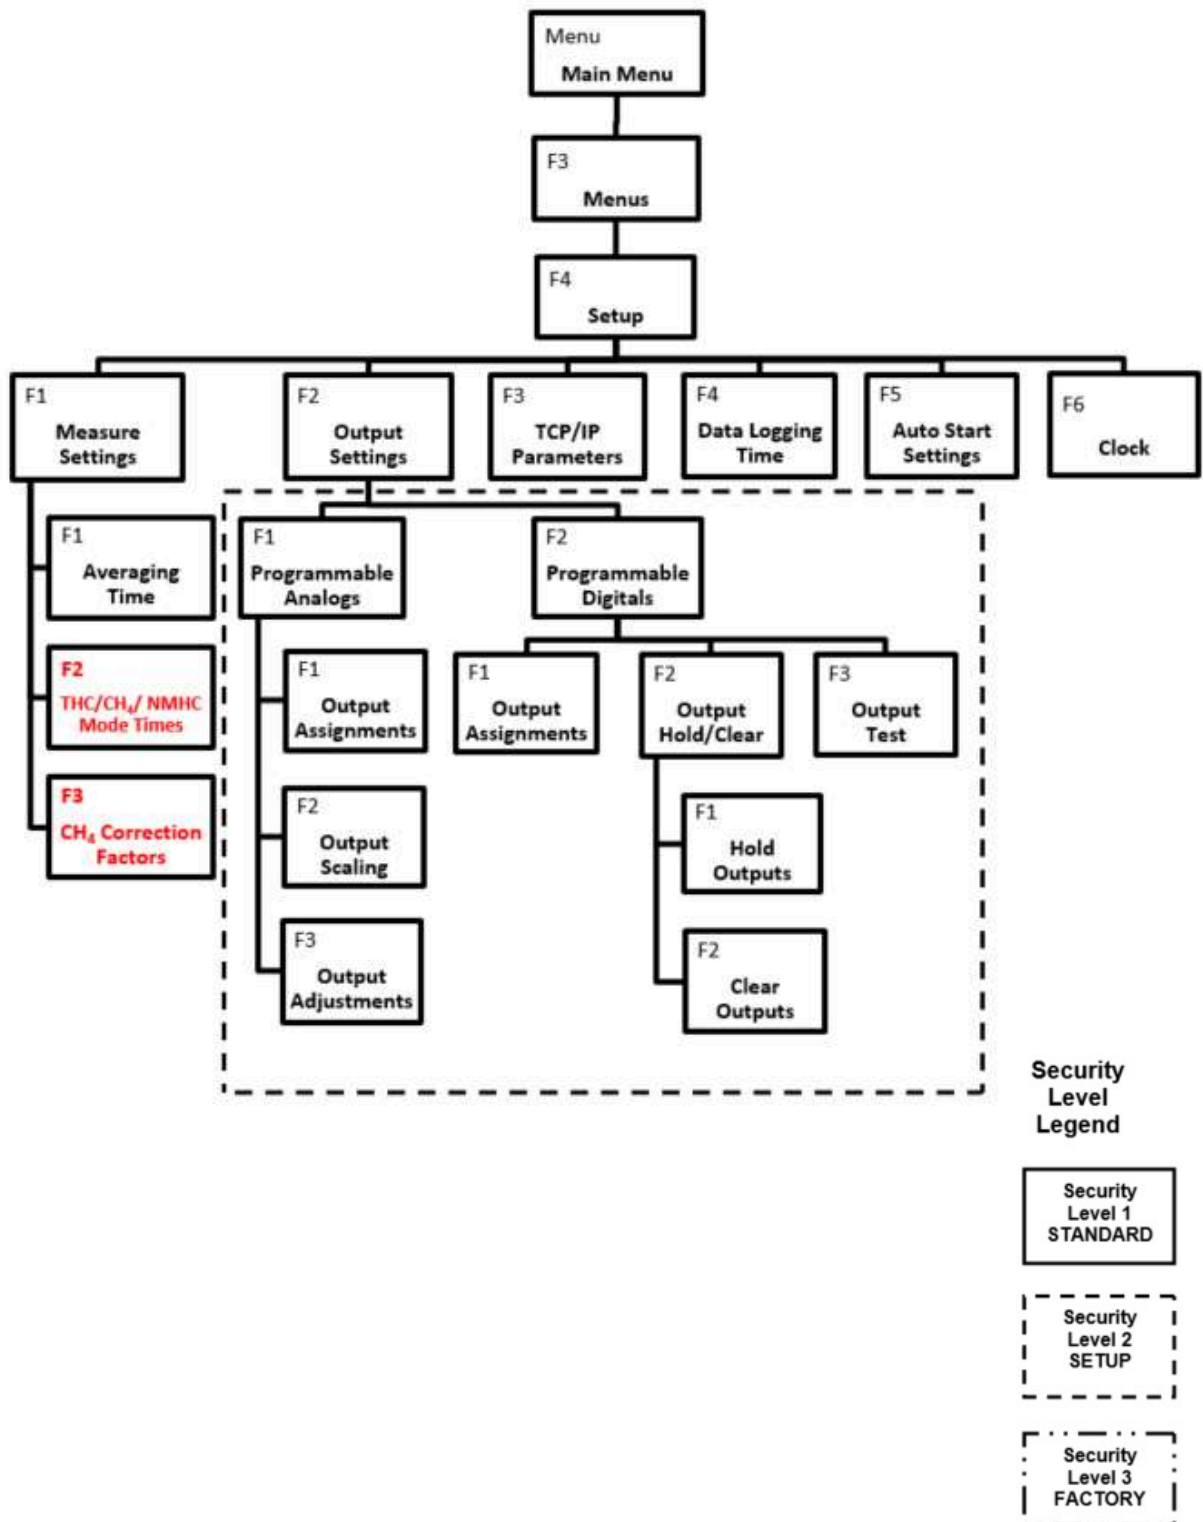 Menu
Main Menu
F3
Menus
F4
Setup
F1
Measure
Settings
F2
Output
Settings
F3
TCP/IP
Parameters
F4
Data Logging
Time
F5
Auto Start
Settings
F6
Clock
F1
Averaging
Time
F2
THC/CH₄/ NMHC
Mode Times
F3
CH₄ Correction
Factors
F1
Programmable
Analogs
F1
Output
Assignments
F2
Output
Scaling
F3
Output
Adjustments
F2
Programmable
Digitals
F1
Output
Assignments
F2
Output
Hold/Clear
F1
Hold
Outputs
F2
Clear
Outputs
F3
Output
Test
Security
Level
Legend
Security
Level 1
STANDARD
Security
Level 2
SETUP
Security
Level 3
FACTORY